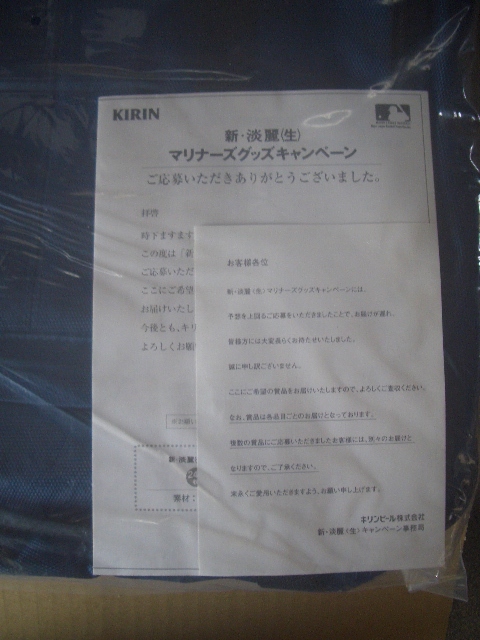 KIRIN
新・淡麗〈生〉
マリナーズグッズキャンペーン
ご応募いただきありがとうございました。
拝啓
時下ますます
この度は「新
ご応募いただ
ここにご希望
お届けいたし
今後とも、キリ
よろしくお願
新・淡麗
素材:
お客様各位
新・淡麗〈生〉マリナーズグッズキャンペーンには、
予想を上回るご応募をいただきましたことで、お届けが遅れ、
皆様方には大変長らくお待たせいたしました。
誠に申し訳ございません。
ここにご希望の賞品をお届けいたしますので、よろしくご査収ください。
なお、賞品は各品目ごとのお届けとなっております。
複数の賞品にご応募いただきましたお客様には、別々のお届けと
なりますので、ご了承ください。
末永くご愛用いただきますよう、お願い申し上げます。
キリンビール株式会社
新・淡麗〈生〉キャンペーン事務局